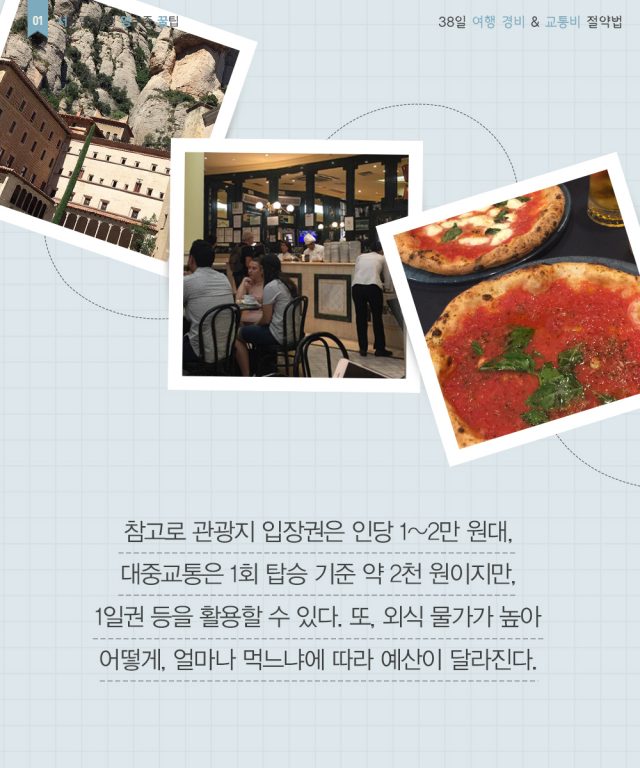 01 꿀팁
38일 여행 경비 & 교통비 절약법
참고로 관광지 입장권은 인당 1~2만 원대,
대중교통은 1회 탑승 기준 약 2천 원이지만,
1일권 등을 활용할 수 있다. 또, 외식 물가가 높아
어떻게, 얼마나 먹느냐에 따라 예산이 달라진다.